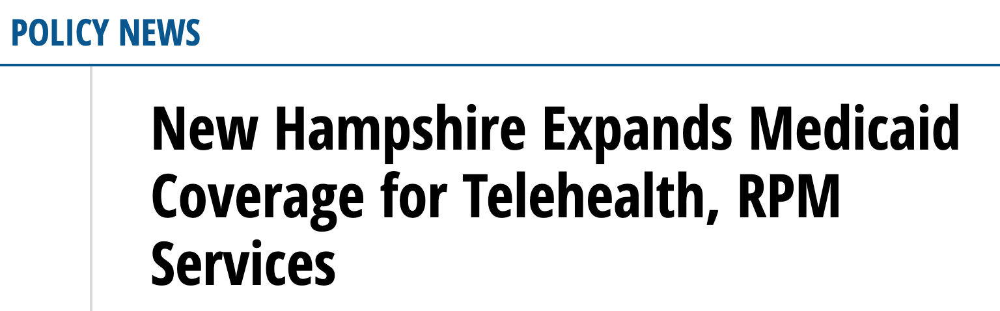 POLICY NEWS
New Hampshire Expands Medicaid
Coverage for Telehealth, RPM
Services